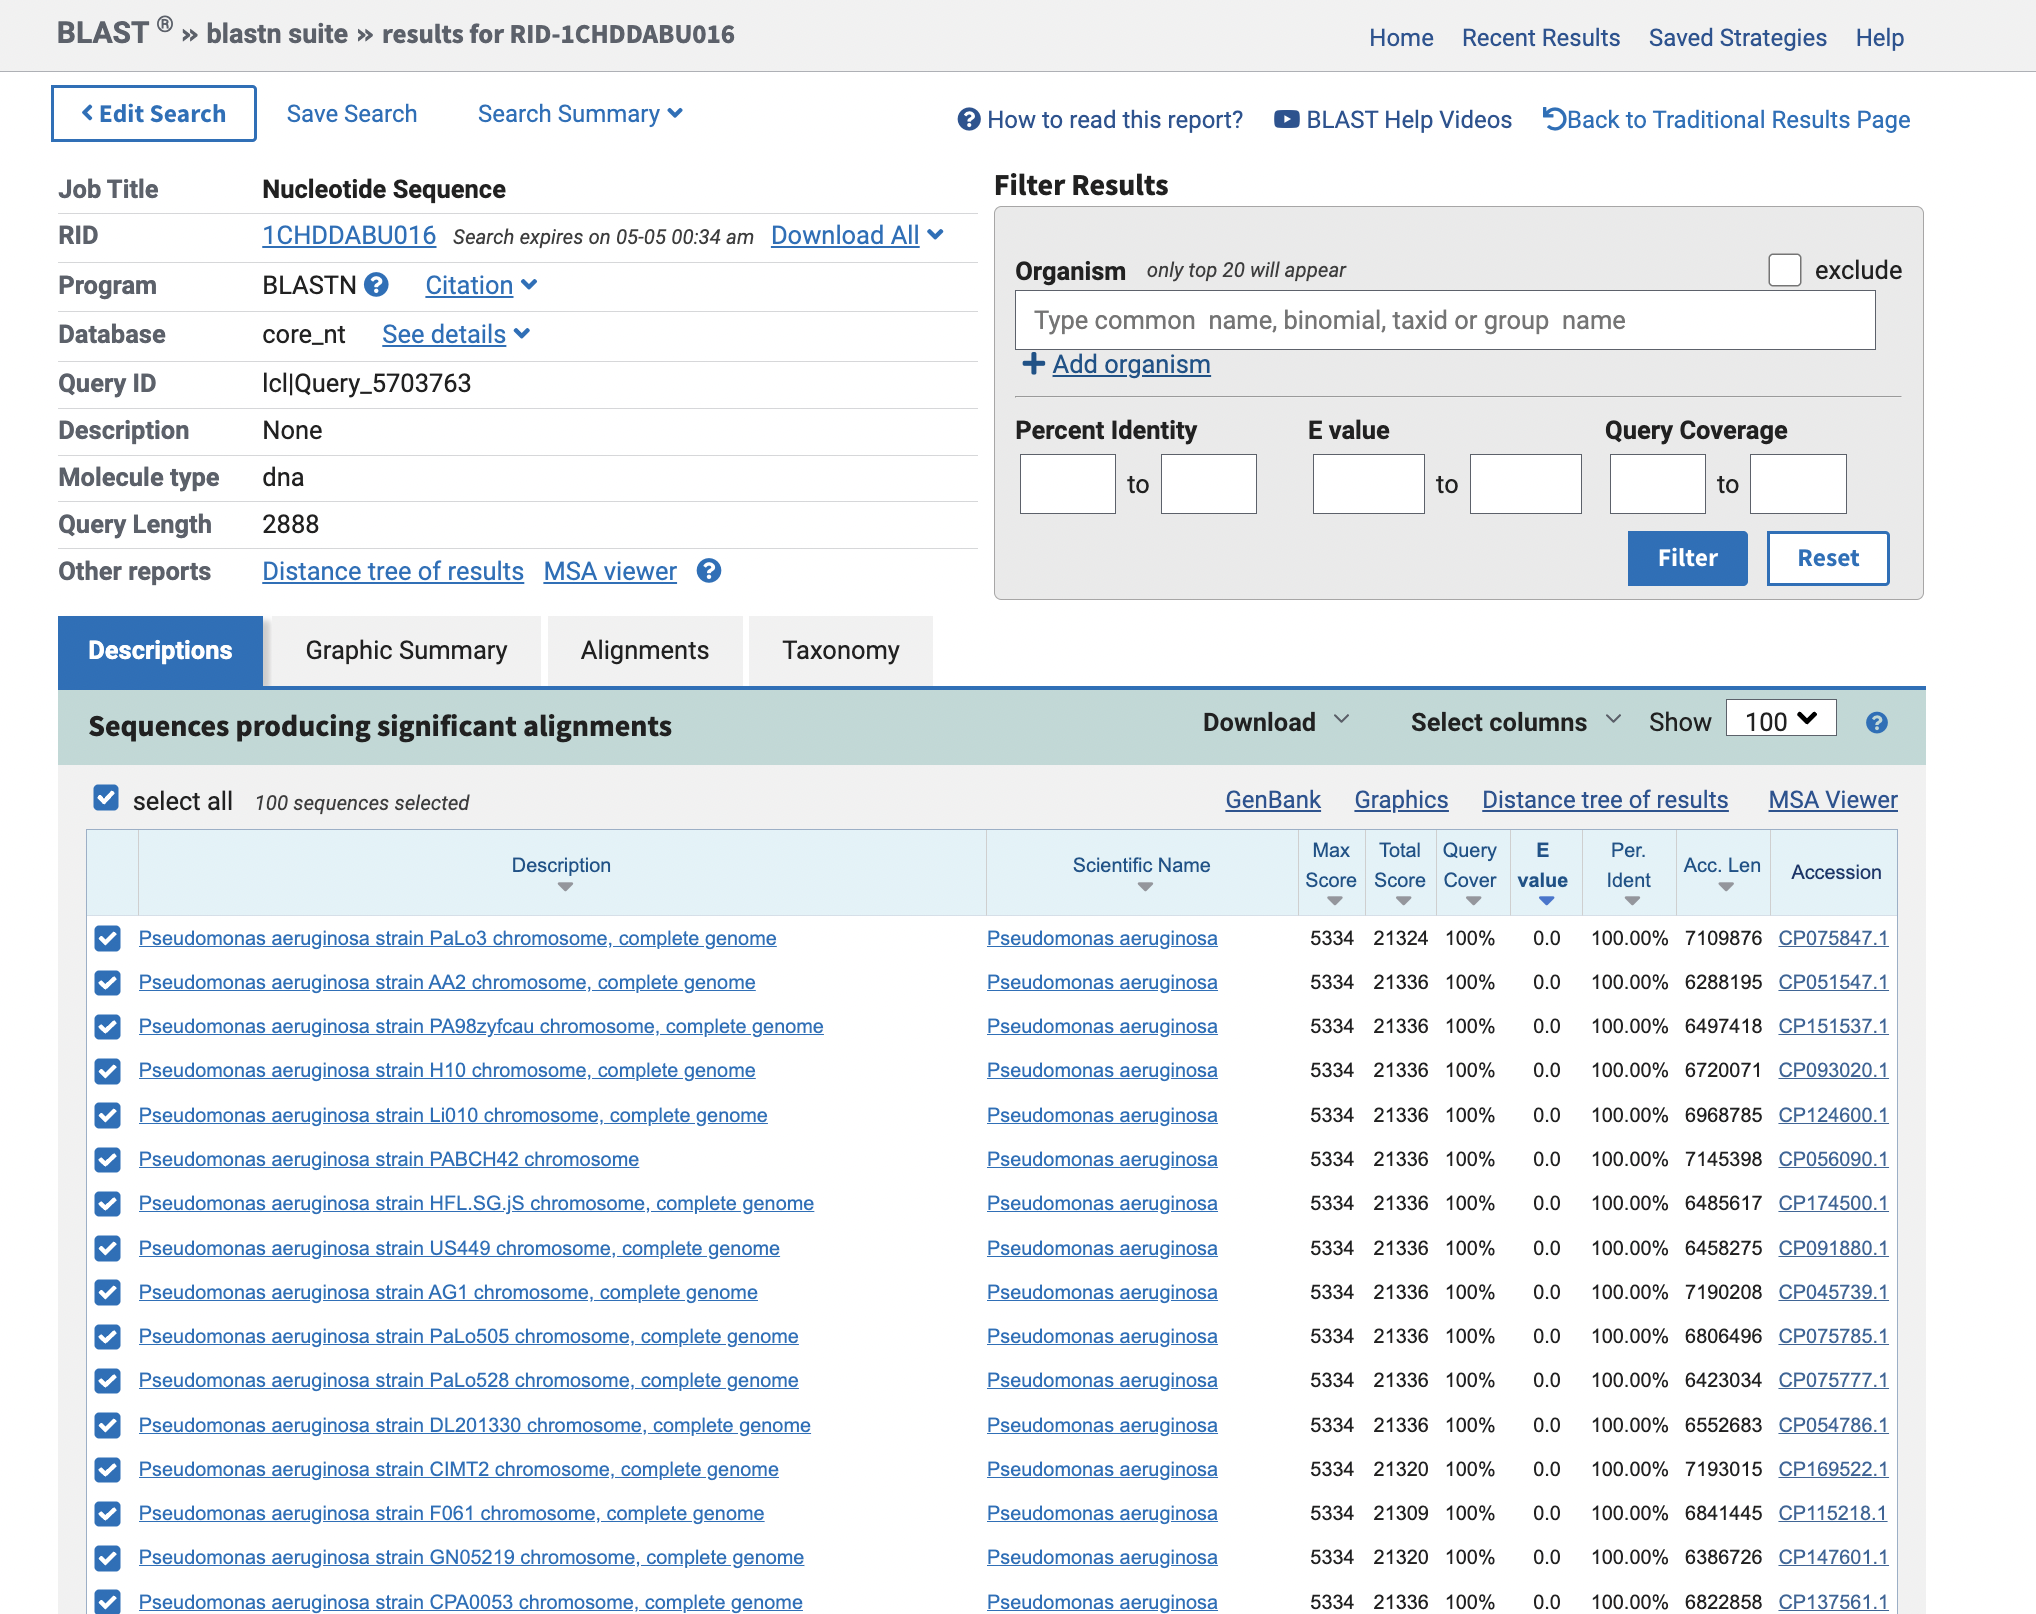 BLAST ® » blastn suite » results for RID-1CHDDABU016
Home Recent Results Saved Strategies Help
Edit Search Save Search Search Summary
How to read this report? BLAST Help Videos Back to Traditional Results Page
Job Title Nucleotide Sequence
RID 1CHDDABU016 Search expires on 05-05 00:34 am Download All
Program BLASTN Citation
Database core_nt See details
Query ID lcl|Query_5703763
Description None
Molecule type dna
Query Length 2888
Other reports Distance tree of results MSA viewer
Filter Results
Organism only top 20 will appear exclude
Type common name, binomial, taxid or group name
Add organism
Percent Identity E value Query Coverage
to to to
Filter Reset
Descriptions Graphic Summary Alignments Taxonomy
Sequences producing significant alignments Download Select columns Show 100
select all 100 sequences selected GenBank Graphics Distance tree of results MSA Viewer
Description Scientific Name Max Score Total Score Query Cover E value Per. Ident Acc. Len Accession
Pseudomonas aeruginosa strain PaLo3 chromosome, complete genome Pseudomonas aeruginosa 5334 21324 100% 0.0 100.00% 7109876 CP075847.1
Pseudomonas aeruginosa strain AA2 chromosome, complete genome Pseudomonas aeruginosa 5334 21336 100% 0.0 100.00% 6288195 CP051547.1
Pseudomonas aeruginosa strain PA98zyfcau chromosome, complete genome Pseudomonas aeruginosa 5334 21336 100% 0.0 100.00% 6497418 CP151537.1
Pseudomonas aeruginosa strain H10 chromosome, complete genome Pseudomonas aeruginosa 5334 21336 100% 0.0 100.00% 6720071 CP093020.1
Pseudomonas aeruginosa strain Li010 chromosome, complete genome Pseudomonas aeruginosa 5334 21336 100% 0.0 100.00% 6968785 CP124600.1
Pseudomonas aeruginosa strain PABCH42 chromosome Pseudomonas aeruginosa 5334 21336 100% 0.0 100.00% 7145398 CP056090.1
Pseudomonas aeruginosa strain HFL.SG.jS chromosome, complete genome Pseudomonas aeruginosa 5334 21336 100% 0.0 100.00% 6485617 CP174500.1
Pseudomonas aeruginosa strain US449 chromosome, complete genome Pseudomonas aeruginosa 5334 21336 100% 0.0 100.00% 6458275 CP091880.1
Pseudomonas aeruginosa strain AG1 chromosome, complete genome Pseudomonas aeruginosa 5334 21336 100% 0.0 100.00% 7190208 CP045739.1
Pseudomonas aeruginosa strain PaLo505 chromosome, complete genome Pseudomonas aeruginosa 5334 21336 100% 0.0 100.00% 6806496 CP075785.1
Pseudomonas aeruginosa strain PaLo528 chromosome, complete genome Pseudomonas aeruginosa 5334 21336 100% 0.0 100.00% 6423034 CP075777.1
Pseudomonas aeruginosa strain DL201330 chromosome, complete genome Pseudomonas aeruginosa 5334 21336 100% 0.0 100.00% 6552683 CP054786.1
Pseudomonas aeruginosa strain CIMT2 chromosome, complete genome Pseudomonas aeruginosa 5334 21320 100% 0.0 100.00% 7193015 CP169522.1
Pseudomonas aeruginosa strain F061 chromosome, complete genome Pseudomonas aeruginosa 5334 21309 100% 0.0 100.00% 6841445 CP115218.1
Pseudomonas aeruginosa strain GN05219 chromosome, complete genome Pseudomonas aeruginosa 5334 21320 100% 0.0 100.00% 6386726 CP147601.1
Pseudomonas aeruginosa strain CPA0053 chromosome, complete genome Pseudomonas aeruginosa 5334 21336 100% 0.0 100.00% 6822858 CP137561.1